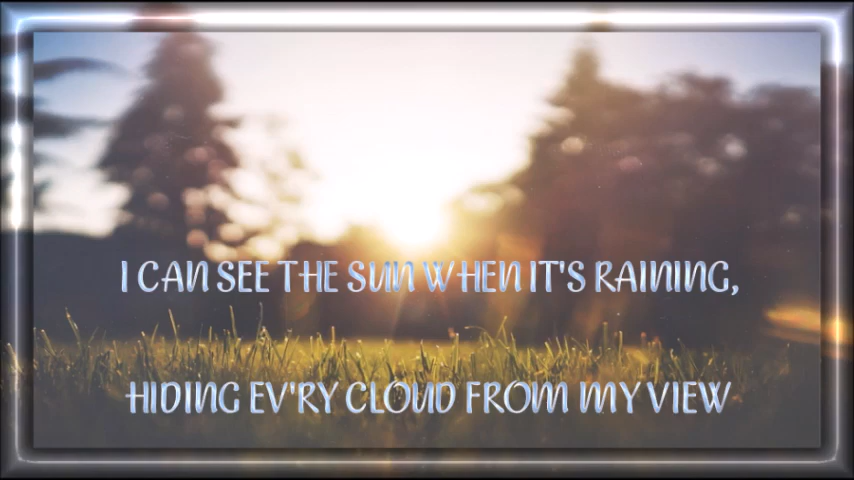 I CAN SEE THE SUN WHEN IT'S RAINING,
HIDING EV'RY CLOUD FROM MY VIEW